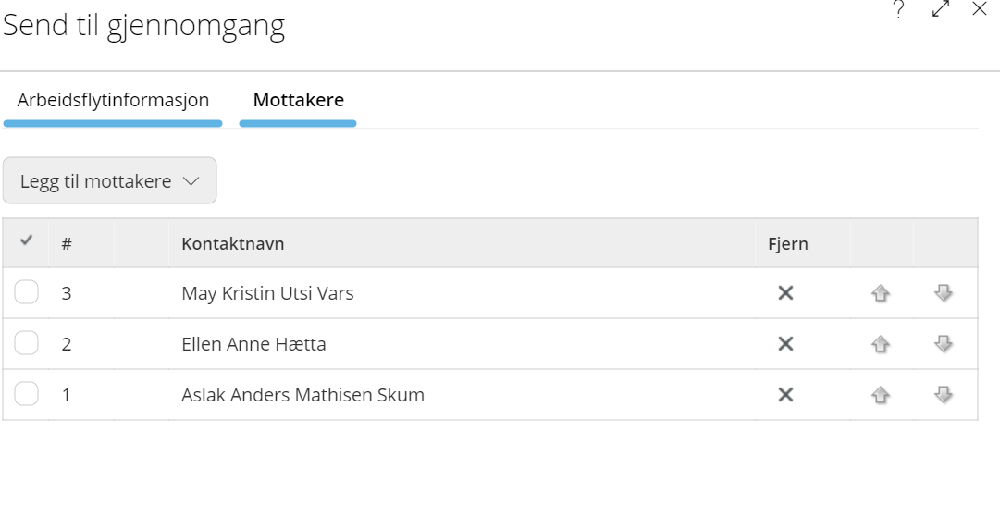 Send til gjennomgang
?
Arbeidsflytinformasjon Mottakere
Legg til mottakere
# Kontaktnavn Fjern
3 May Kristin Utsi Vars
2 Ellen Anne Hætta
1 Aslak Anders Mathisen Skum